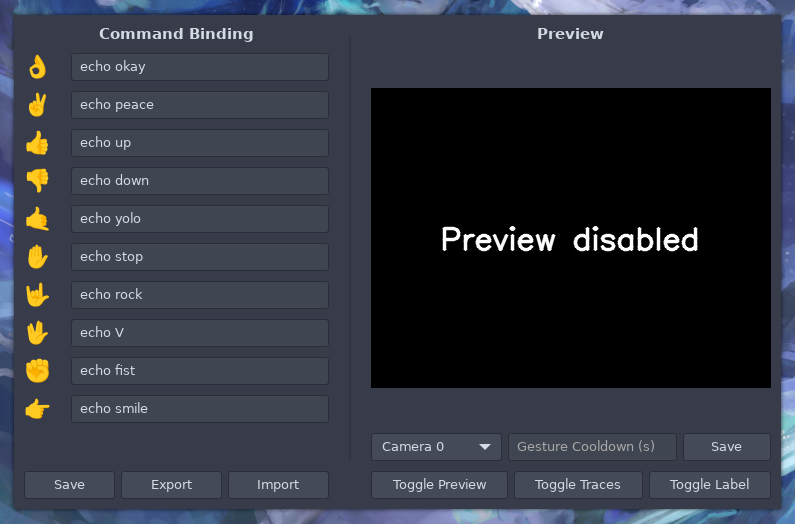 Command Binding
echo okay
echo peace
echo up
echo down
echo yolo
echo stop
echo rock
echo V
echo fist
echo smile
Save
Export
Import
Preview
Preview disabled
Camera 0
Gesture Cooldown (s)
Save
Toggle Preview
Toggle Traces
Toggle Label